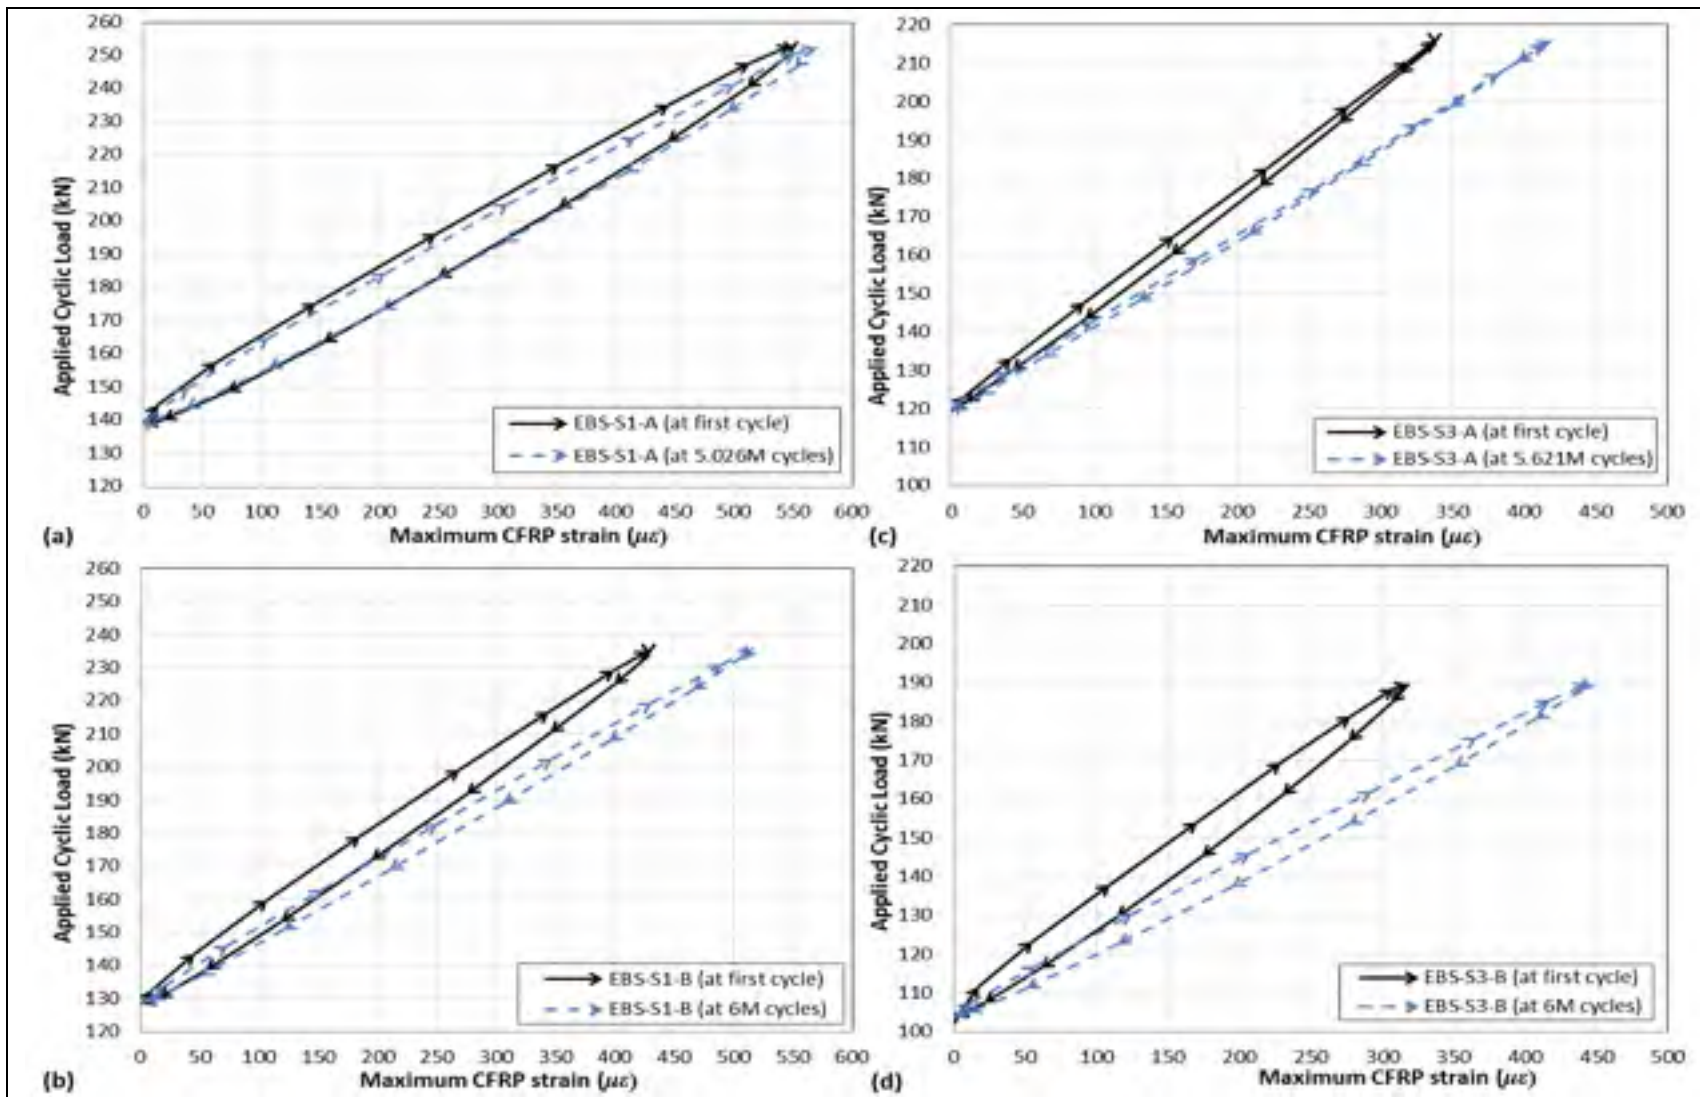 260
250
240
230
220
210
200
190
180
170
160
150
140
130
120
Applied Cyclic Load (kN)
EBS-S1-A (at first cycle)
EBS-S1-A (at 5.026M cycles)
0 50 100 150 200 250 300 350 400 450 500 550 600
(a) Maximum CFRP strain (με)
220
210
200
190
180
170
160
150
140
130
120
110
100
Applied Cyclic Load (kN)
EBS-S3-A (at first cycle)
EBS-S3-A (at 5.621M cycles)
0 50 100 150 200 250 300 350 400 450 500
(c) Maximum CFRP strain (με)
260
250
240
230
220
210
200
190
180
170
160
150
140
130
120
Applied Cyclic Load (kN)
EBS-S1-B (at first cycle)
EBS-S1-B (at 6M cycles)
0 50 100 150 200 250 300 350 400 450 500 550 600
(b) Maximum CFRP strain (με)
220
210
200
190
180
170
160
150
140
130
120
110
100
Applied Cyclic Load (kN)
EBS-S3-B (at first cycle)
EBS-S3-B (at 6M cycles)
0 50 100 150 200 250 300 350 400 450 500
(d) Maximum CFRP strain (με)